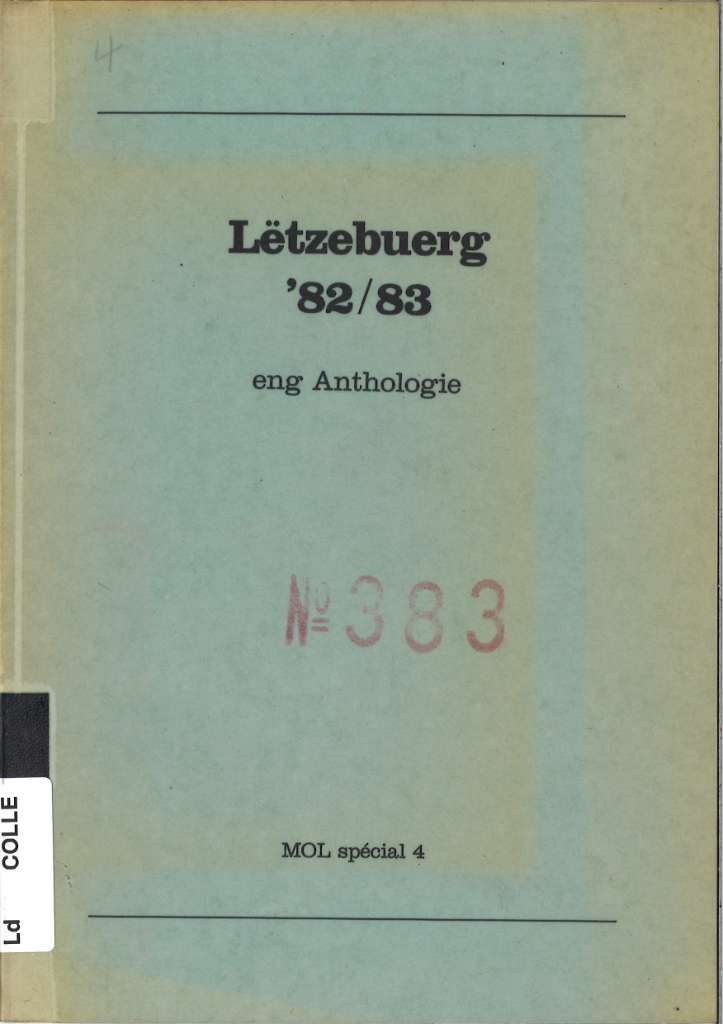 4
Lëtzebuerg
’82/83
eng Anthologie
Nº 383
MOL spécial 4
Ld COLLE